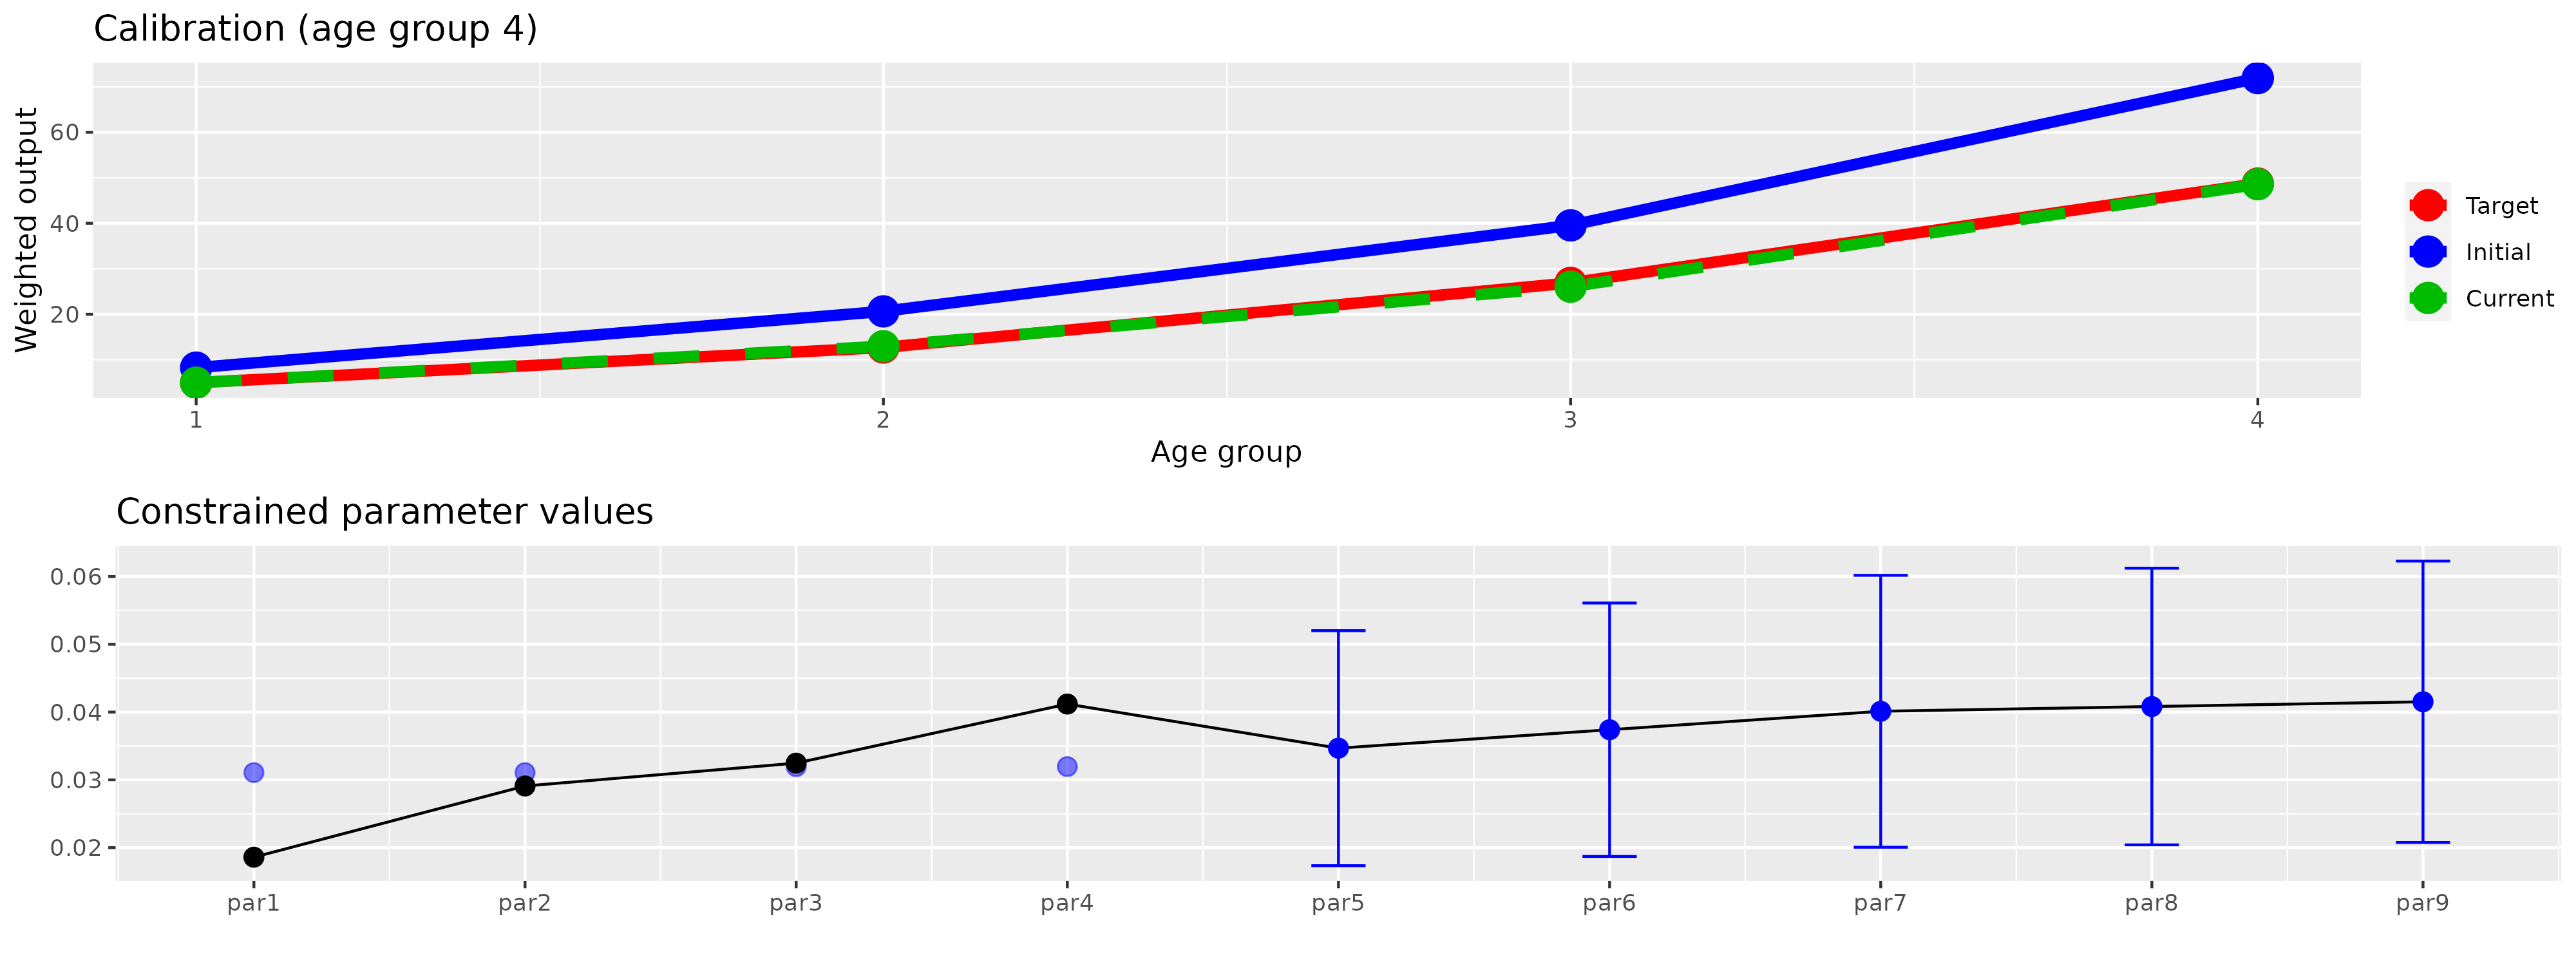 Calibration (age group 4)
Weighted output
60
40
20
1 2 3 4
Age group
Target
Initial
Current
Constrained parameter values
0.06
0.05
0.04
0.03
0.02
par1 par2 par3 par4 par5 par6 par7 par8 par9